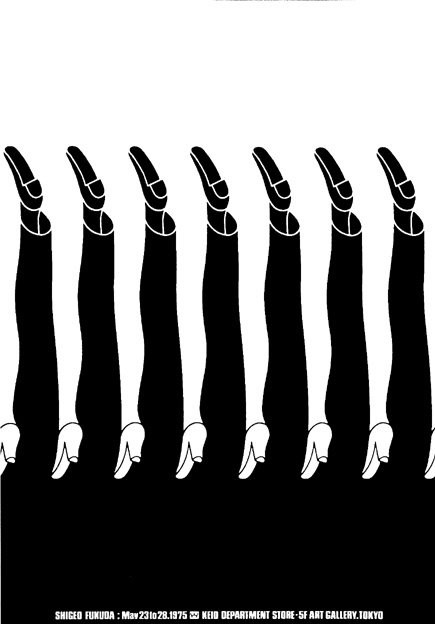 SHIGEO FUKUDA : May 23 to 28.1975 KEIO DEPARTMENT STORE·5F ART GALLERY.TOKYO